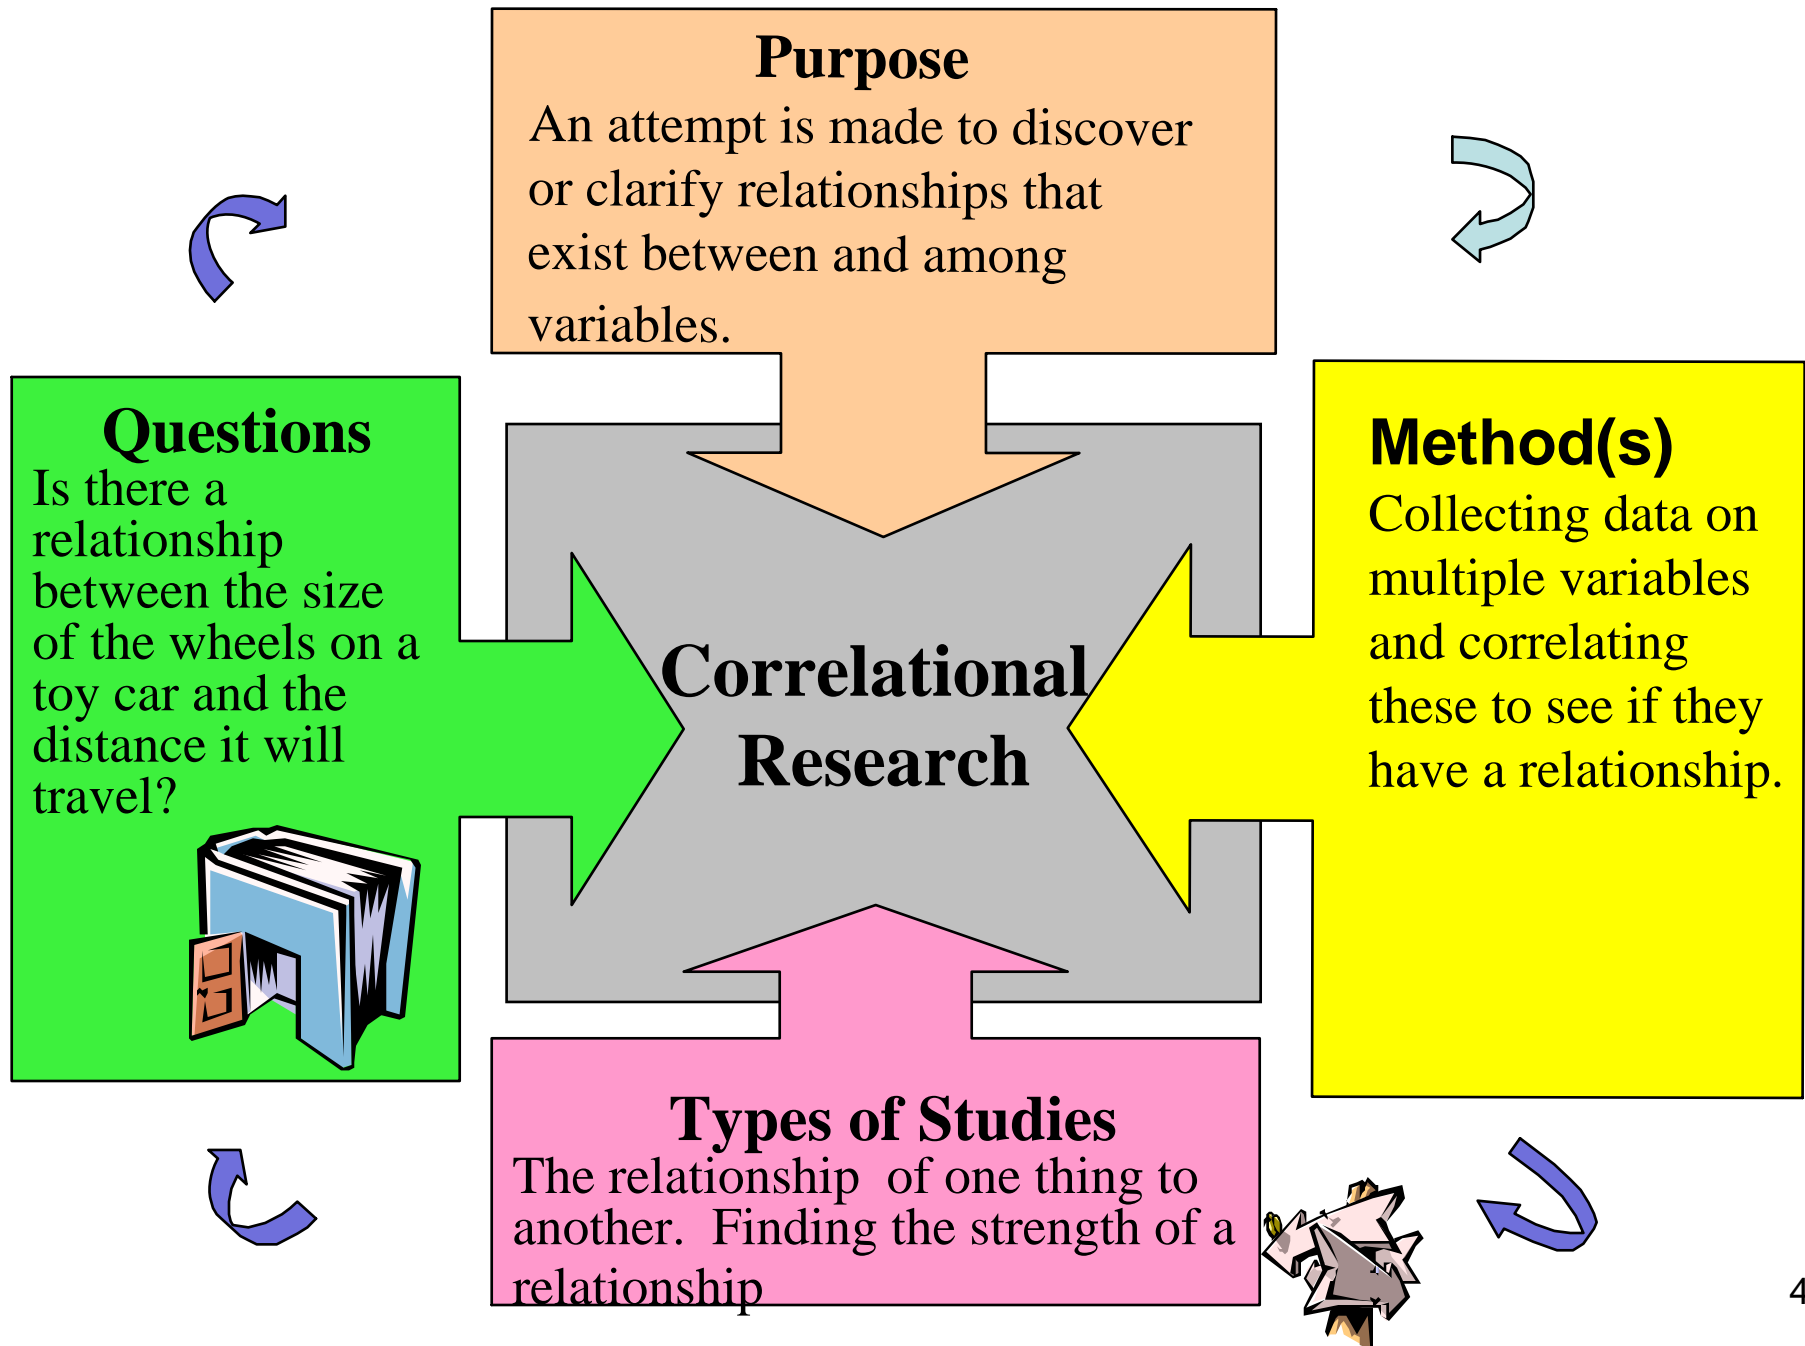 Purpose
An attempt is made to discover
or clarify relationships that
exist between and among
variables.
Questions
Is there a
relationship
between the size
of the wheels on a
toy car and the
distance it will
travel?
Correlational
Research
Method(s)
Collecting data on
multiple variables
and correlating
these to see if they
have a relationship.
Types of Studies
The relationship  of one thing to
another.  Finding the strength of a
relationship
4